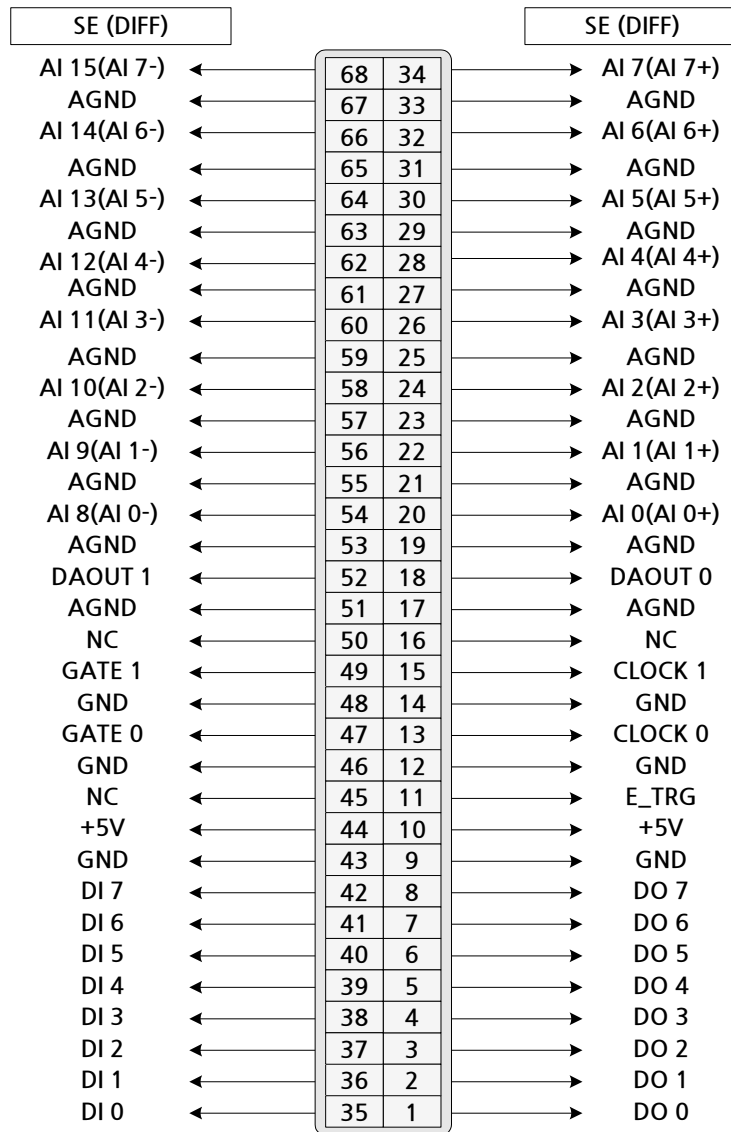 SE (DIFF) SE (DIFF)
AI 15(AI 7-) 68 34 AI 7(AI 7+)
AGND 67 33 AGND
AI 14(AI 6-) 66 32 AI 6(AI 6+)
AGND 65 31 AGND
AI 13(AI 5-) 64 30 AI 5(AI 5+)
AGND 63 29 AGND
AI 12(AI 4-) 62 28 AI 4(AI 4+)
AGND 61 27 AGND
AI 11(AI 3-) 60 26 AI 3(AI 3+)
AGND 59 25 AGND
AI 10(AI 2-) 58 24 AI 2(AI 2+)
AGND 57 23 AGND
AI 9(AI 1-) 56 22 AI 1(AI 1+)
AGND 55 21 AGND
AI 8(AI 0-) 54 20 AI 0(AI 0+)
AGND 53 19 AGND
DAOUT 1 52 18 DAOUT 0
AGND 51 17 AGND
NC 50 16 NC
GATE 1 49 15 CLOCK 1
GND 48 14 GND
GATE 0 47 13 CLOCK 0
GND 46 12 GND
NC 45 11 E_TRG
+5V 44 10 +5V
GND 43 9 GND
DI 7 42 8 DO 7
DI 6 41 7 DO 6
DI 5 40 6 DO 5
DI 4 39 5 DO 4
DI 3 38 4 DO 3
DI 2 37 3 DO 2
DI 1 36 2 DO 1
DI 0 35 1 DO 0